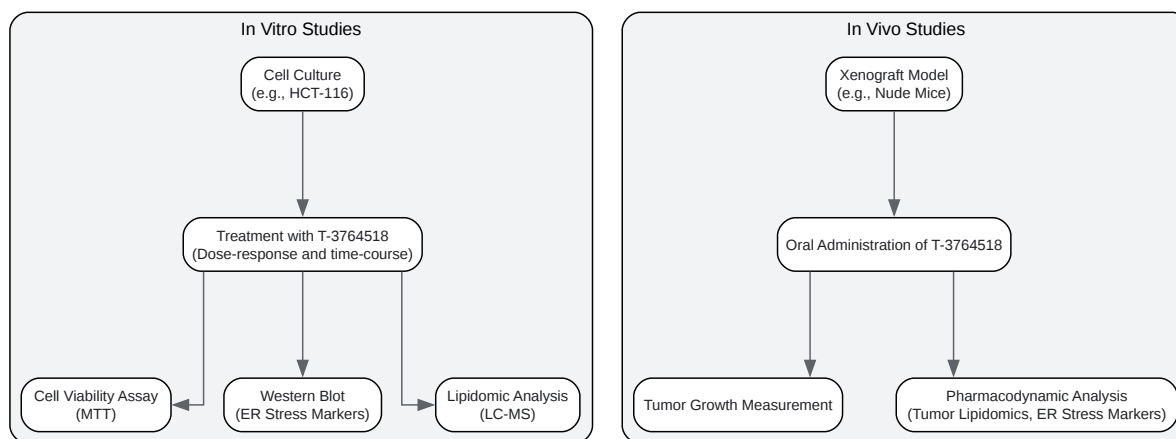 In Vitro Studies
Cell Culture
(e.g., HCT-116)
Treatment with T-3764518
(Dose-response and time-course)
Cell Viability Assay
(MTT)
Western Blot
(ER Stress Markers)
Lipidomic Analysis
(LC-MS)
In Vivo Studies
Xenograft Model
(e.g., Nude Mice)
Oral Administration of T-3764518
Tumor Growth Measurement
Pharmacodynamic Analysis
(Tumor Lipidomics, ER Stress Markers)